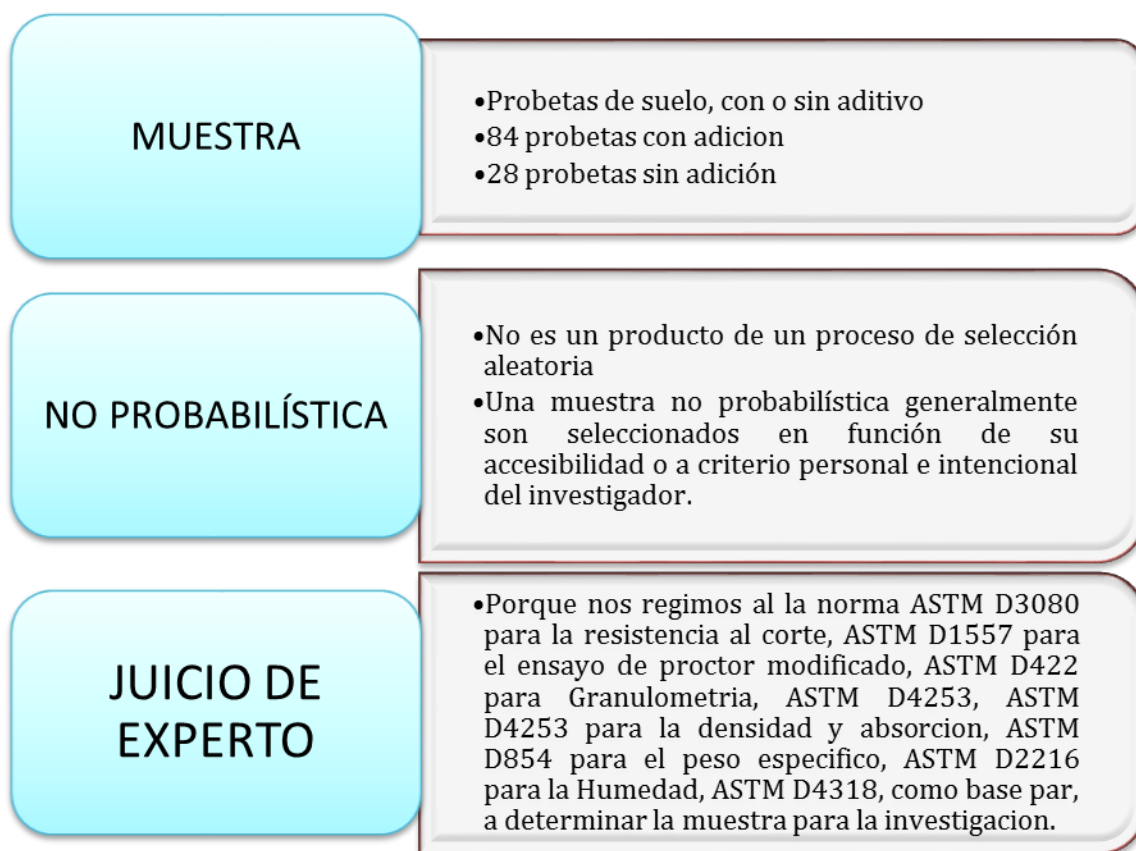 MUESTRA
•Probetas de suelo, con o sin aditivo
•84 probetas con adicion
•28 probetas sin adición
NO PROBABILÍSTICA
•No es un producto de un proceso de selección
aleatoria
•Una muestra no probabilística generalmente
son seleccionados en función de su
accesibilidad o a criterio personal e intencional
del investigador.
JUICIO DE
EXPERTO
•Porque nos regimos al la norma ASTM D3080
para la resistencia al corte, ASTM D1557 para
el ensayo de proctor modificado, ASTM D422
para Granulometria, ASTM D4253, ASTM
D4253 para la densidad y absorcion, ASTM
D854 para el peso especifico, ASTM D2216
para la Humedad, ASTM D4318, como base par,
a determinar la muestra para la investigacion.